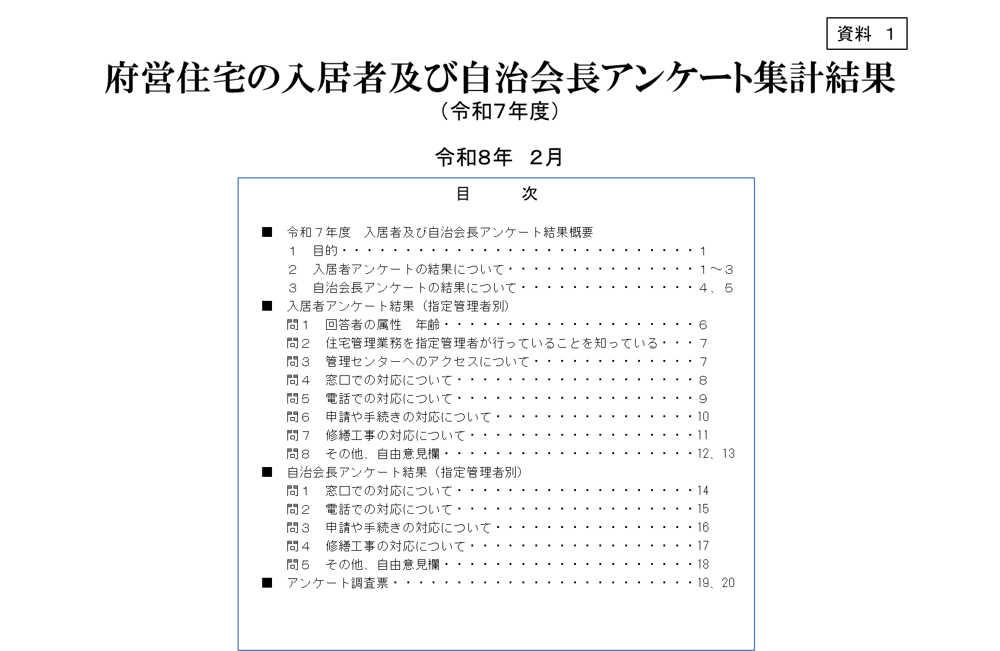 資料　１
府営住宅の入居者及び自治会長アンケート集計結果
（令和７年度）
令和８年　２月
目　　　次
■　令和７年度　入居者及び自治会長アンケート結果概要
１　目的・・・・・・・・・・・・・・・・・・・・・・・・・・・・１
２　入居者アンケートの結果について・・・・・・・・・・・・・・・１～３
３　自治会長アンケートの結果について・・・・・・・・・・・・・・４、５
■　入居者アンケート結果（指定管理者別）
問１　回答者の属性　年齢・・・・・・・・・・・・・・・・・・・・６
問２　住宅管理業務を指定管理者が行っていることを知っている・・・７
問３　管理センターへのアクセスについて・・・・・・・・・・・・・７
問４　窓口での対応について・・・・・・・・・・・・・・・・・・・８
問５　電話での対応について・・・・・・・・・・・・・・・・・・・９
問６　申請や手続きの対応について・・・・・・・・・・・・・・・・10
問７　修繕工事の対応について・・・・・・・・・・・・・・・・・・11
問８　その他、自由意見欄・・・・・・・・・・・・・・・・・・・・12、13
■　自治会長アンケート結果（指定管理者別）
問１　窓口での対応について・・・・・・・・・・・・・・・・・・・14
問２　電話での対応について・・・・・・・・・・・・・・・・・・・15
問３　申請や手続きの対応について・・・・・・・・・・・・・・・・16
問４　修繕工事の対応について・・・・・・・・・・・・・・・・・・17
問５　その他、自由意見欄・・・・・・・・・・・・・・・・・・・・18
■　アンケート調査票・・・・・・・・・・・・・・・・・・・・・・・・19、20